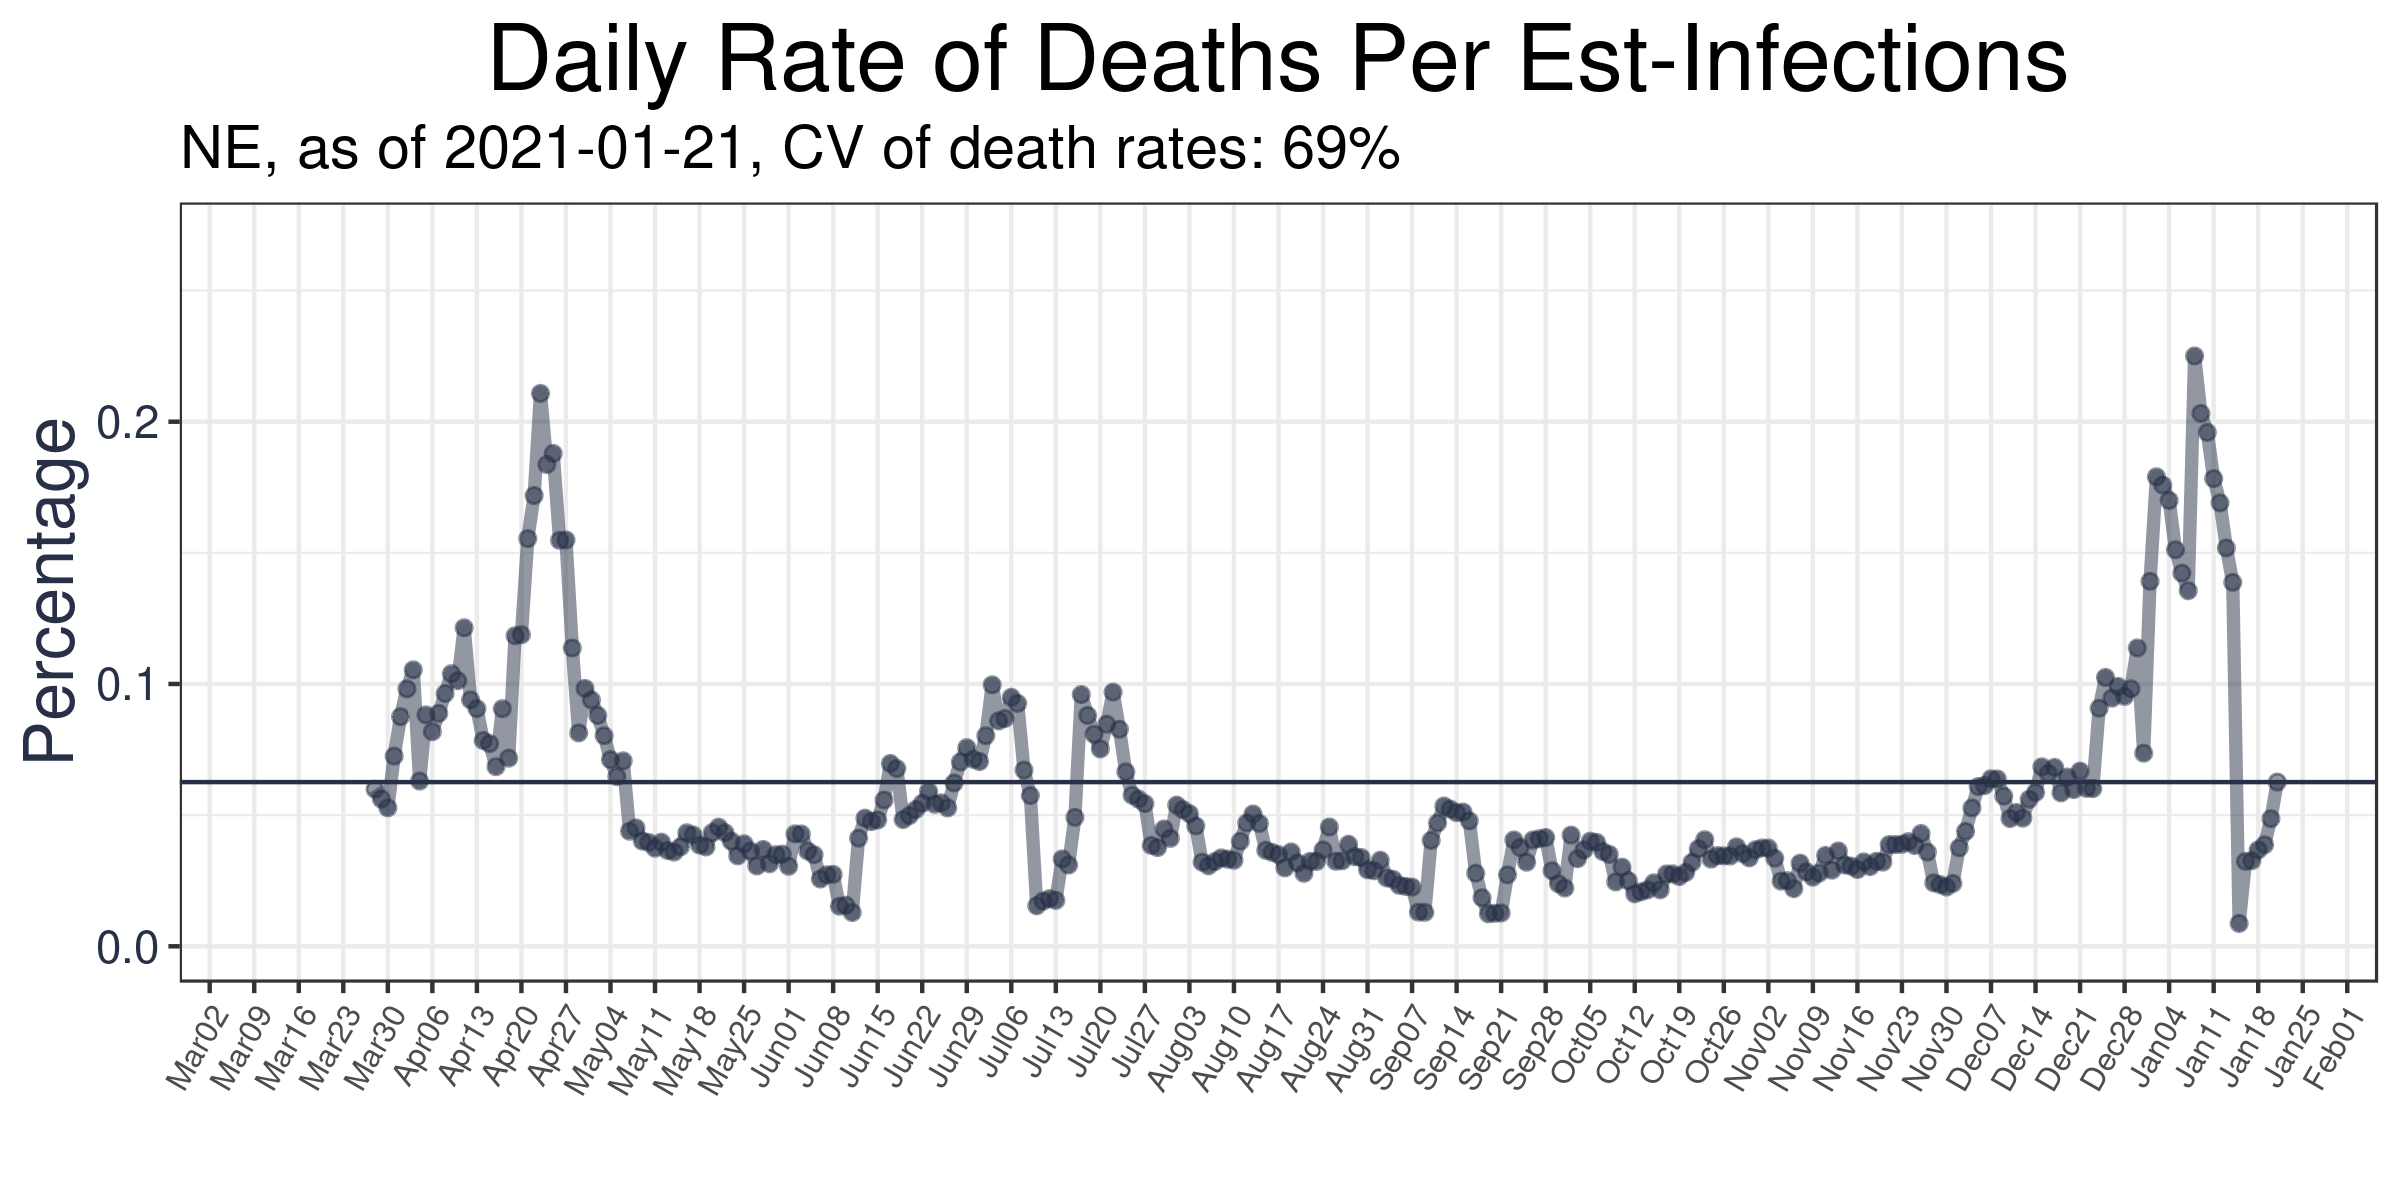 Daily Rate of Deaths Per Est-Infections
NE, as of 2021-01-21, CV of death rates: 69%
Percentage
0.2
0.1
0.0
Mar02
Mar09
Mar16
Mar23
Mar30
Apr06
Apr13
Apr20
Apr27
May04
May11
May18
May25
Jun01
Jun08
Jun15
Jun22
Jun29
Jul06
Jul13
Jul20
Jul27
Aug03
Aug10
Aug17
Aug24
Aug31
Sep07
Sep14
Sep21
Sep28
Oct05
Oct12
Oct19
Oct26
Nov02
Nov09
Nov16
Nov23
Nov30
Dec07
Dec14
Dec21
Dec28
Jan04
Jan11
Jan18
Jan25
Feb01